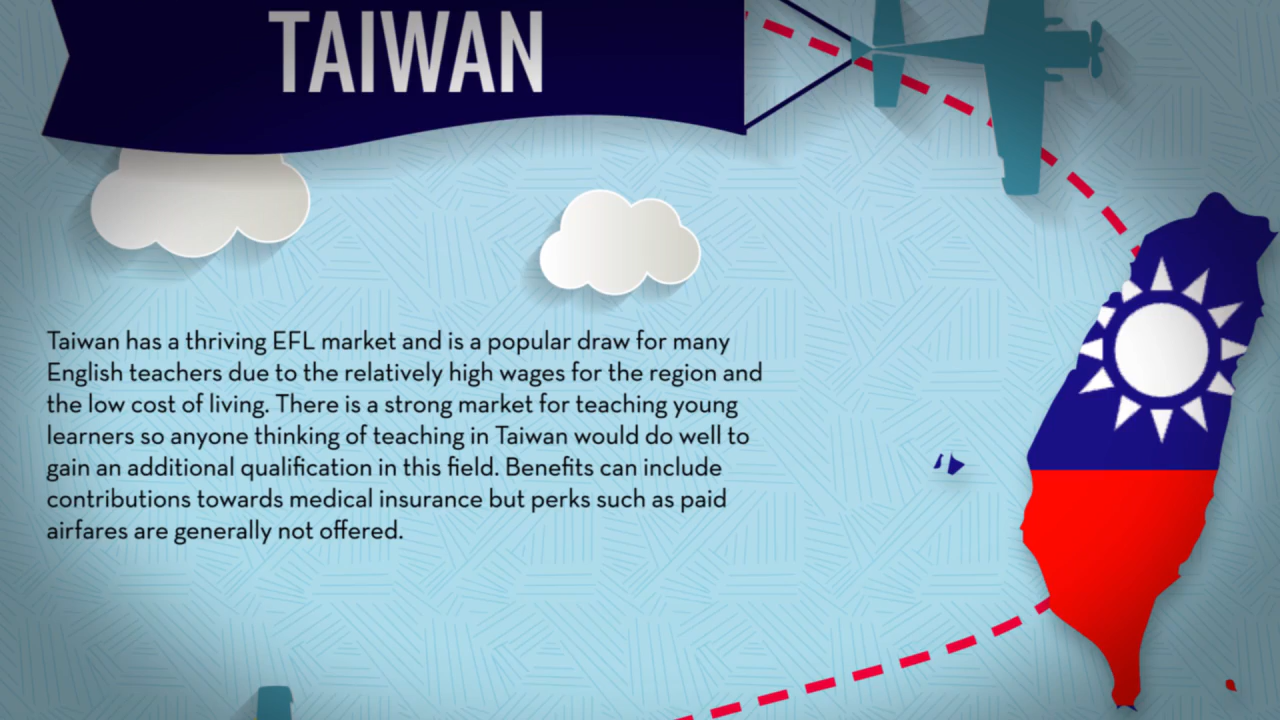 TAIWAN
Taiwan has a thriving EFL market and is a popular draw for many
English teachers due to the relatively high wages for the region and
the low cost of living. There is a strong market for teaching young
learners so anyone thinking of teaching in Taiwan would do well to
gain an additional qualification in this field. Benefits can include
contributions towards medical insurance but perks such as paid
airfares are generally not offered.